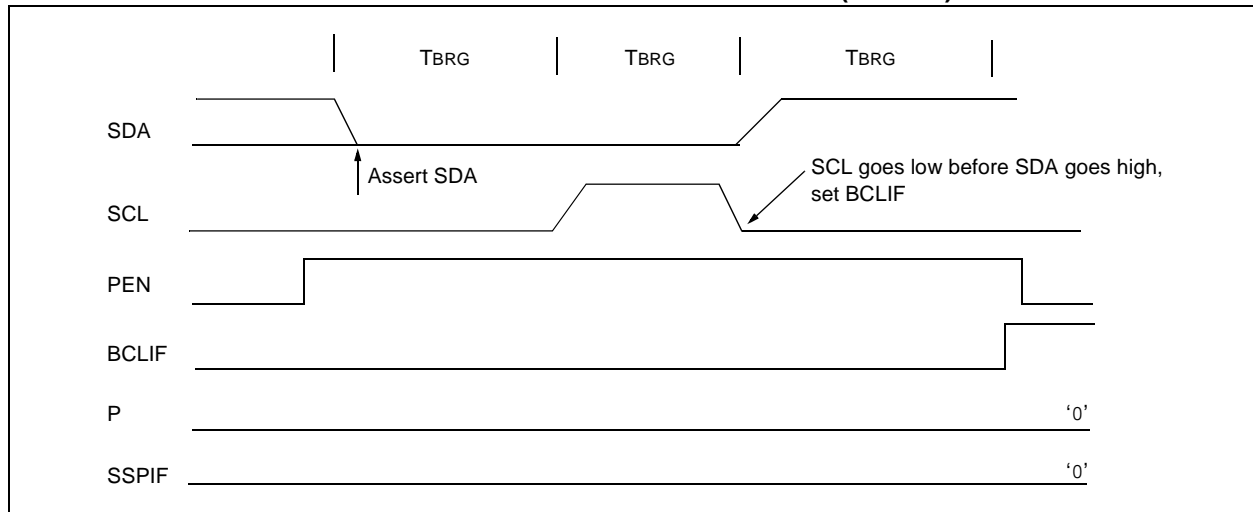 TBRG TBRG TBRG
SDA
Assert SDA
SCL goes low before SDA goes high,
set BCLIF
SCL
PEN
BCLIF
P
‘0’
SSPIF
‘0’